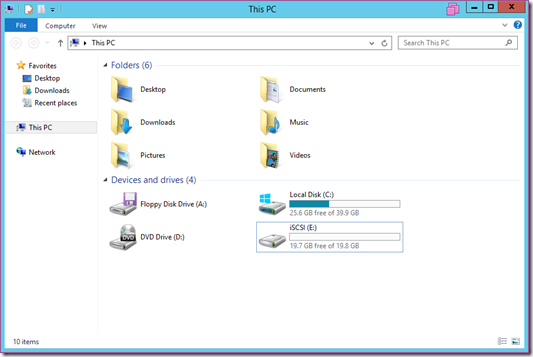 This PC
File
Computer
View
This PC
Search This PC
Favorites
Desktop
Downloads
Recent places
This PC
Network
Folders (6)
Desktop
Documents
Downloads
Music
Pictures
Videos
Devices and drives (4)
Floppy Disk Drive (A:)
Local Disk (C:)
25.6 GB free of 39.9 GB
DVD
DVD Drive (D:)
iSCSI (E:)
19.7 GB free of 19.8 GB
10 items